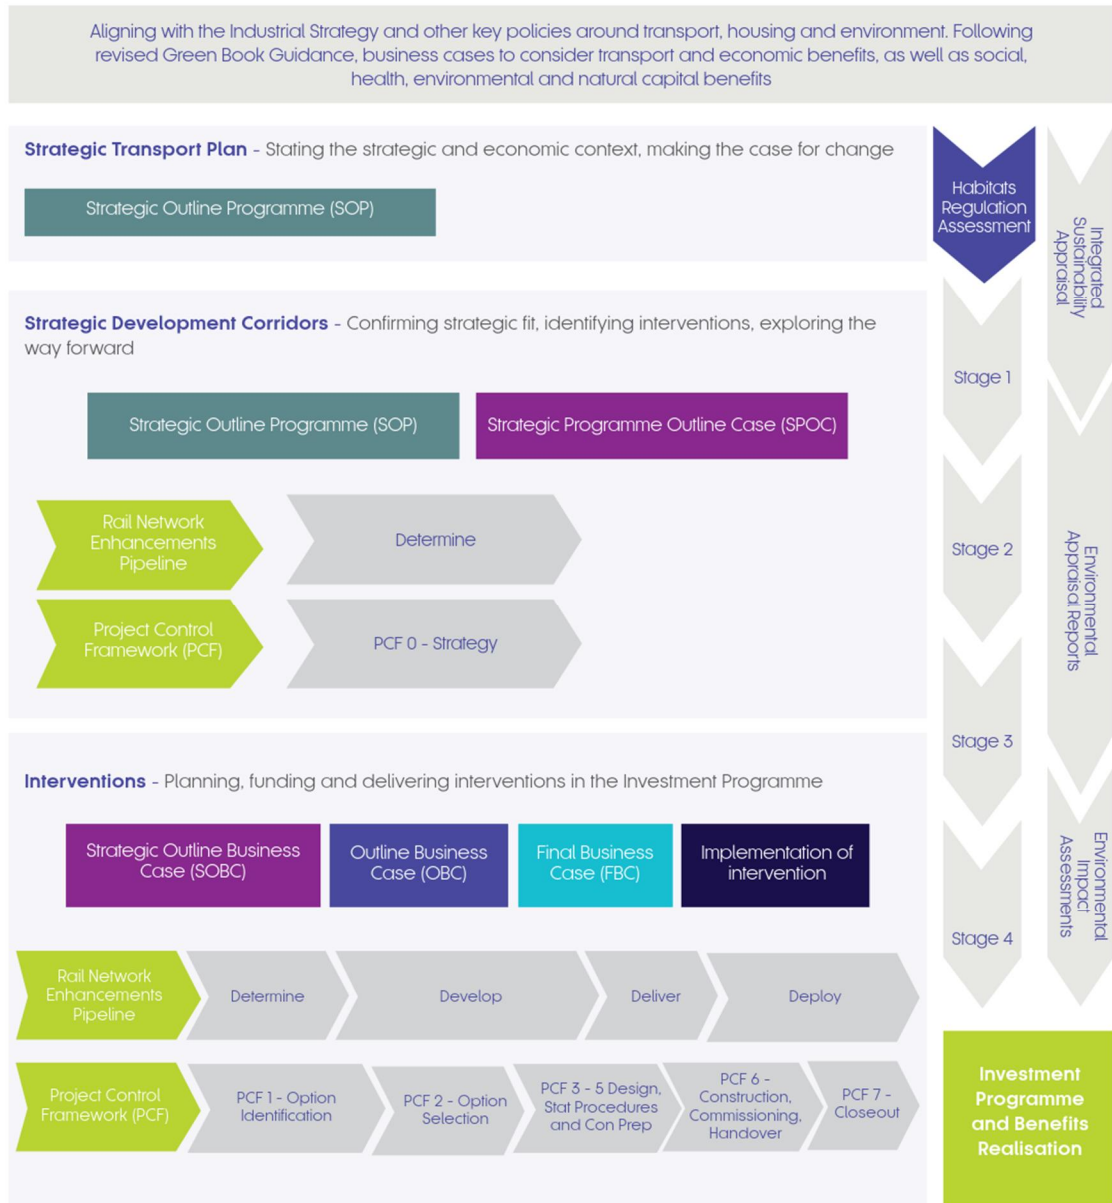 Aligning with the Industrial Strategy and other key policies around transport, housing and environment. Following
revised Green Book Guidance, business cases to consider transport and economic benefits, as well as social,
health, environmental and natural capital benefits
Strategic Transport Plan - Stating the strategic and economic context, making the case for change
Strategic Outline Programme (SOP)
Strategic Development Corridors - Confirming strategic fit, identifying interventions, exploring the
way forward
Strategic Outline Programme (SOP)
Strategic Programme Outline Case (SPOC)
Rail Network
Enhancements
Pipeline
Determine
Project Control
Framework (PCF)
PCF 0 - Strategy
Interventions - Planning, funding and delivering interventions in the Investment Programme
Strategic Outline Business
Case (SOBC)
Outline Business
Case (OBC)
Final Business
Case (FBC)
Implementation of
intervention
Rail Network
Enhancements
Pipeline
Determine
Develop
Deliver
Deploy
Project Control
Framework (PCF)
PCF 1 - Option
Identification
PCF 2 - Option
Selection
PCF 3 - 5 Design,
Stat Procedures
and Con Prep
PCF 6 -
Construction,
Commissioning,
Handover
PCF 7 -
Closeout
Habitats
Regulation
Assessment
Stage 1
Stage 2
Stage 3
Stage 4
Integrated
Sustainability
Appraisal
Environmental
Appraisal Reports
Environmental
Impact
Assessments
Investment
Programme
and Benefits
Realisation